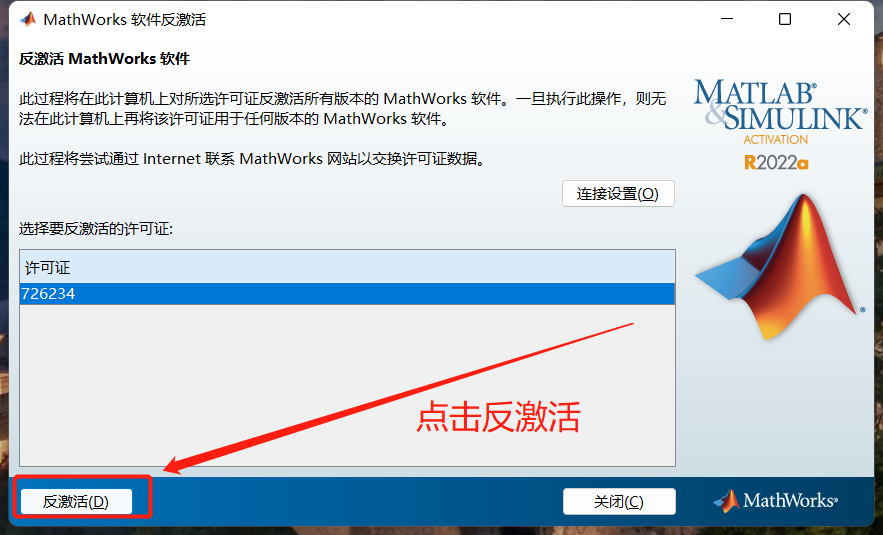 MathWorks 软件反激活
反激活 MathWorks 软件
此过程将在此计算机上对所选许可证反激活所有版本的 MathWorks 软件。一旦执行此操作，则无
法在此计算机上再将该许可证用于任何版本的 MathWorks 软件。
此过程将尝试通过 Internet 联系 MathWorks 网站以交换许可证数据。
MATLAB®
&SIMULINK®
ACTIVATION
R2022a
连接设置(O)
选择要反激活的许可证:
许可证
726234
®
点击反激活
反激活(D)
关闭(C)
MathWorks®